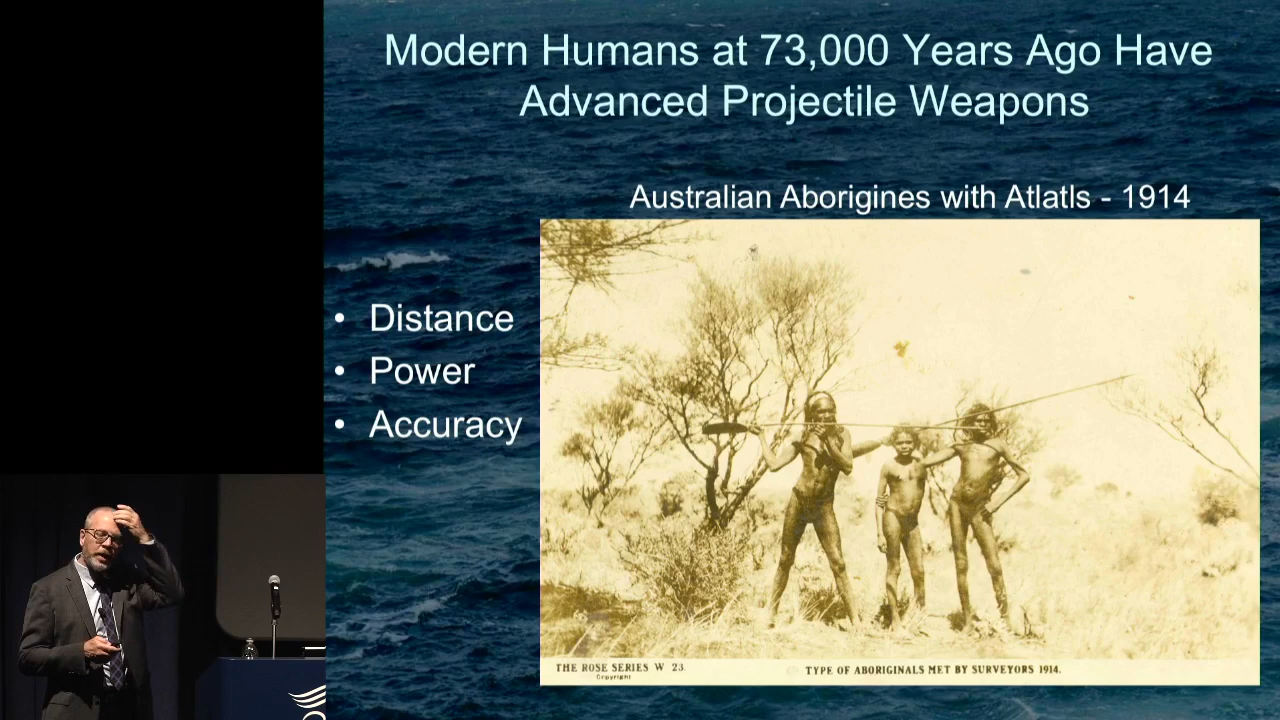 Modern Humans at 73,000 Years Ago Have
Advanced Projectile Weapons
Australian Aborigines with Atlatls - 1914
• Distance
• Power
• Accuracy
THE ROSE SERIES W 23.
Copyright
TYPE OF ABORIGINALS MET BY SURVEYORS 1914.